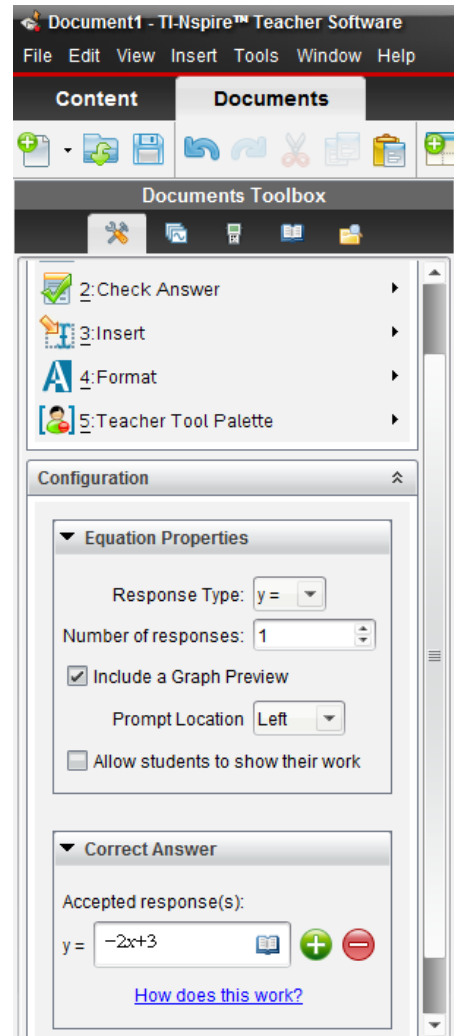 Document1 - TI-Nspire™ Teacher Software
File Edit View Insert Tools Window Help
Content Documents
Documents Toolbox
2:Check Answer
3:Insert
4:Format
5:Teacher Tool Palette
Configuration
Equation Properties
Response Type: y =
Number of responses: 1
Include a Graph Preview
Prompt Location Left
Allow students to show their work
Correct Answer
Accepted response(s):
y = −2x+3
How does this work?